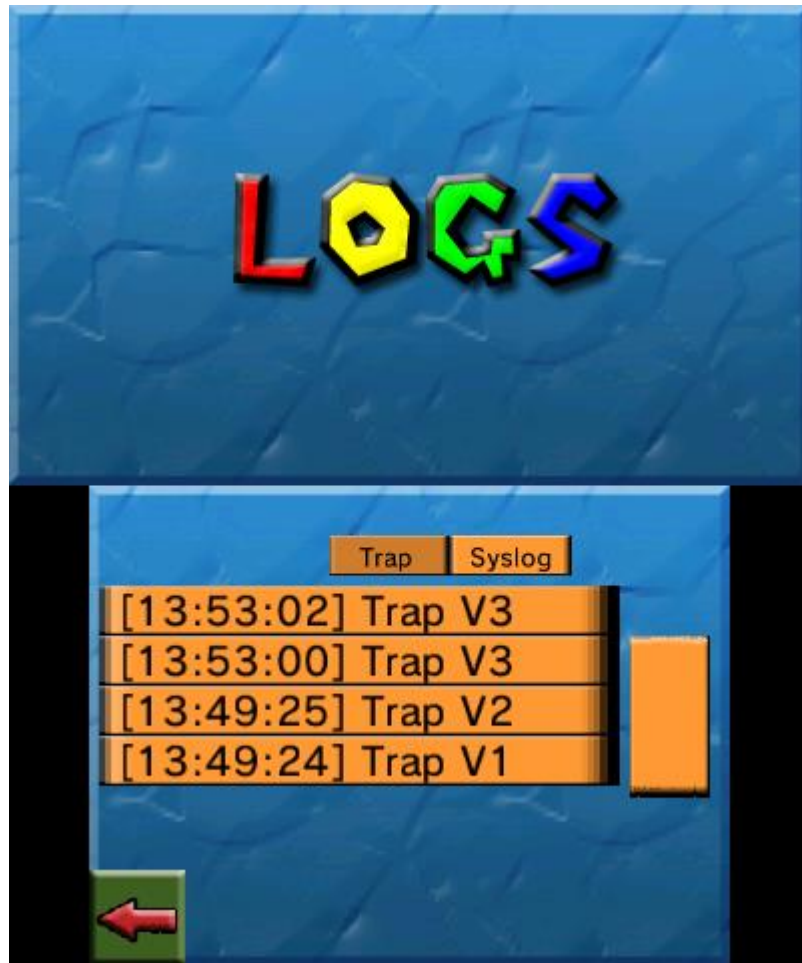 LOGS
Trap Syslog
[13:53:02] Trap V3
[13:53:00] Trap V3
[13:49:25] Trap V2
[13:49:24] Trap V1